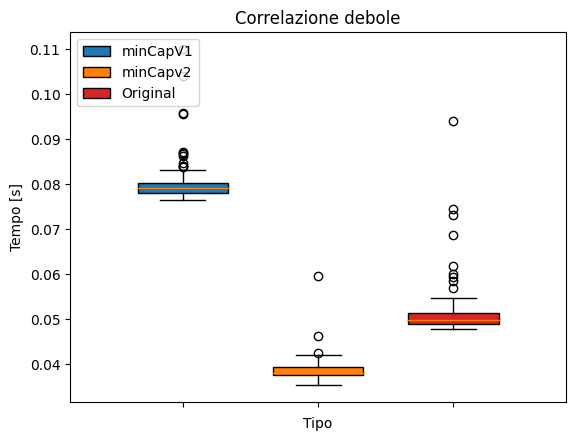 Correlazione debole
minCapV1
minCapv2
Original
0.11
0.10
0.09
0.08
0.07
0.06
0.05
0.04
Tempo [s]
Tipo